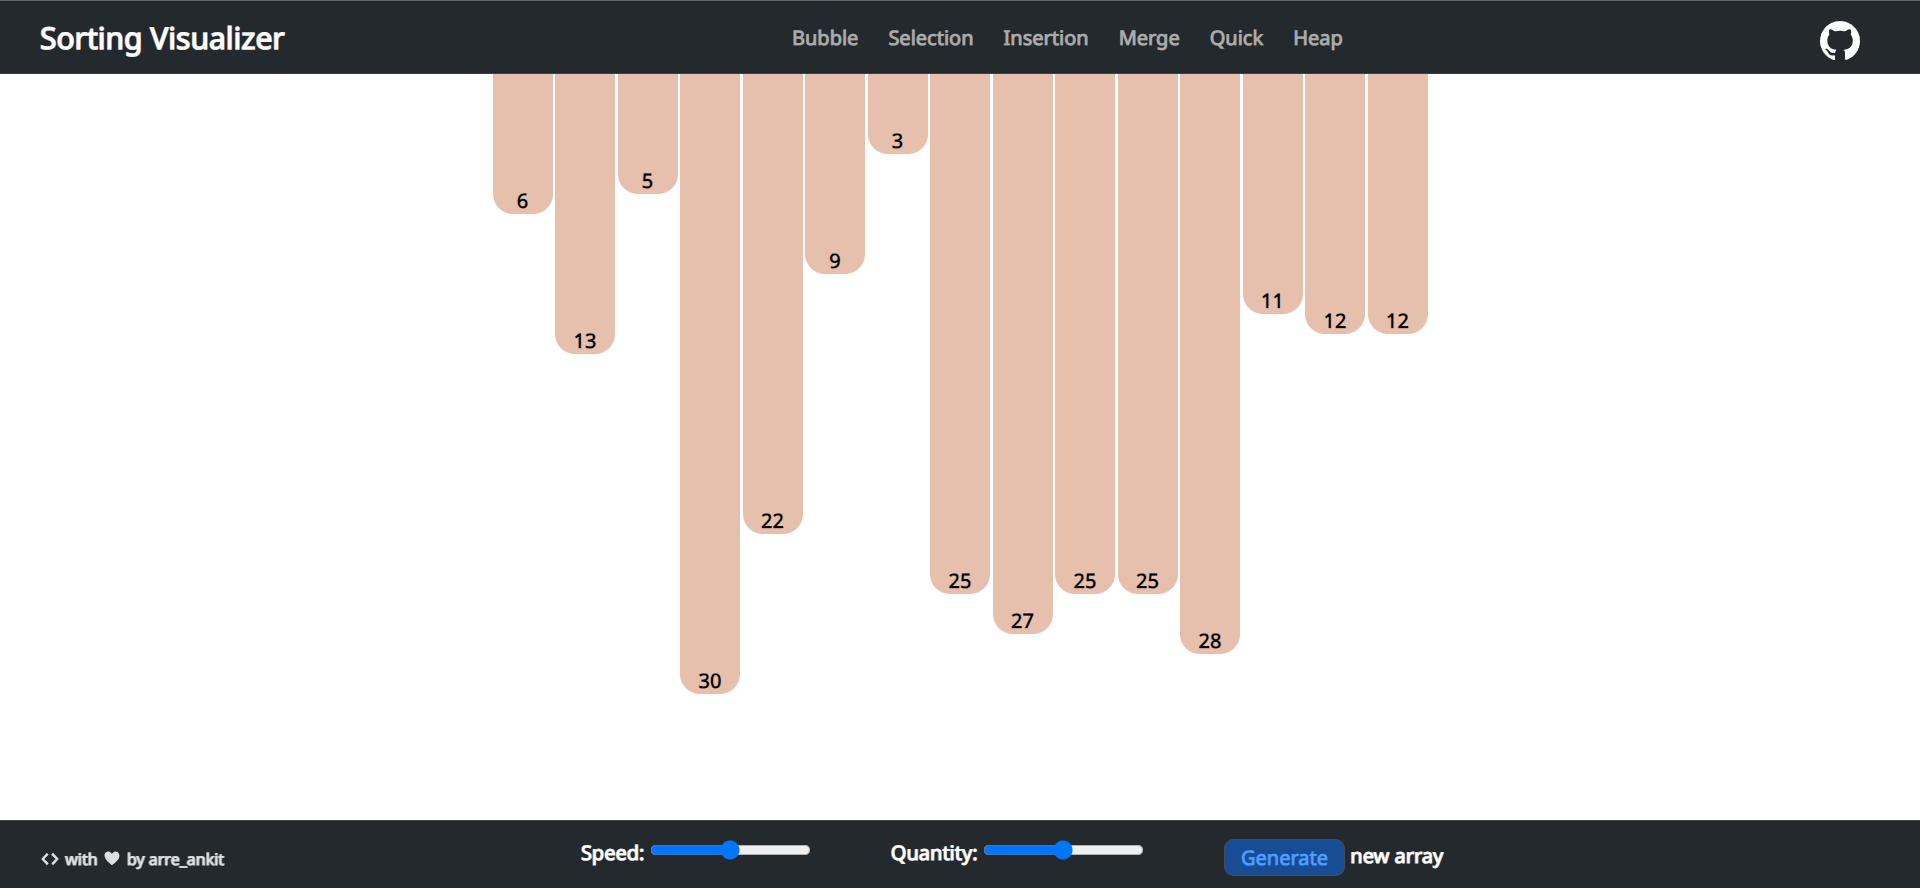 Sorting Visualizer
Bubble Selection Insertion Merge Quick Heap
6
13
5
30
22
9
3
25
27
25
25
28
11
12
12
<> with ♥ by arre_ankit
Speed:
Quantity:
Generate new array